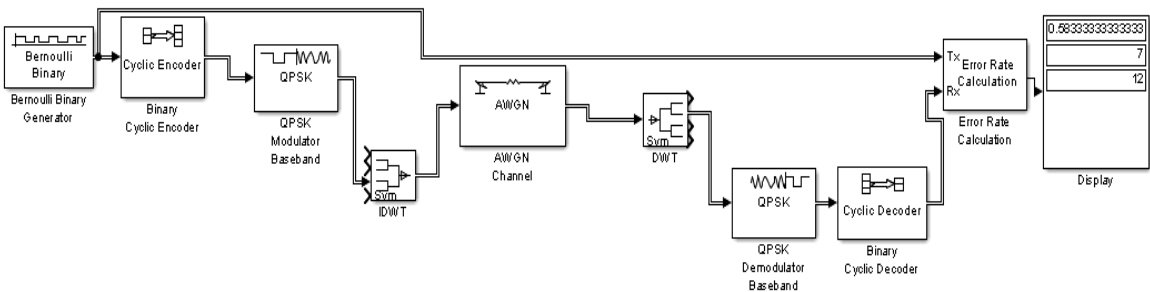 Bernoulli
Binary
Bernoulli Binary
Generator
Cyclic Encoder
Binary
Cyclic Encoder
QPSK
QPSK
Modulator
Baseband
Sym
IDWT
AWGN
AWGN
Channel
Sym
DWT
QPSK
QPSK
Demodulator
Baseband
Cyclic Decoder
Binary
Cyclic Decoder
Tx
Rx
Error Rate
Calculation
Error Rate
Calculation
0.58333333333333
7
12
Display